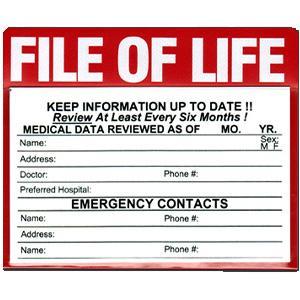 FILE OF LIFE
KEEP INFORMATION UP TO DATE !!
Review At Least Every Six Months !
MEDICAL DATA REVIEWED AS OF MO. YR.
Name: Sex:
M F
Address:
Doctor: Phone #:
Preferred Hospital:
EMERGENCY CONTACTS
Name: Phone #:
Address:
Name: Phone #:
Address: